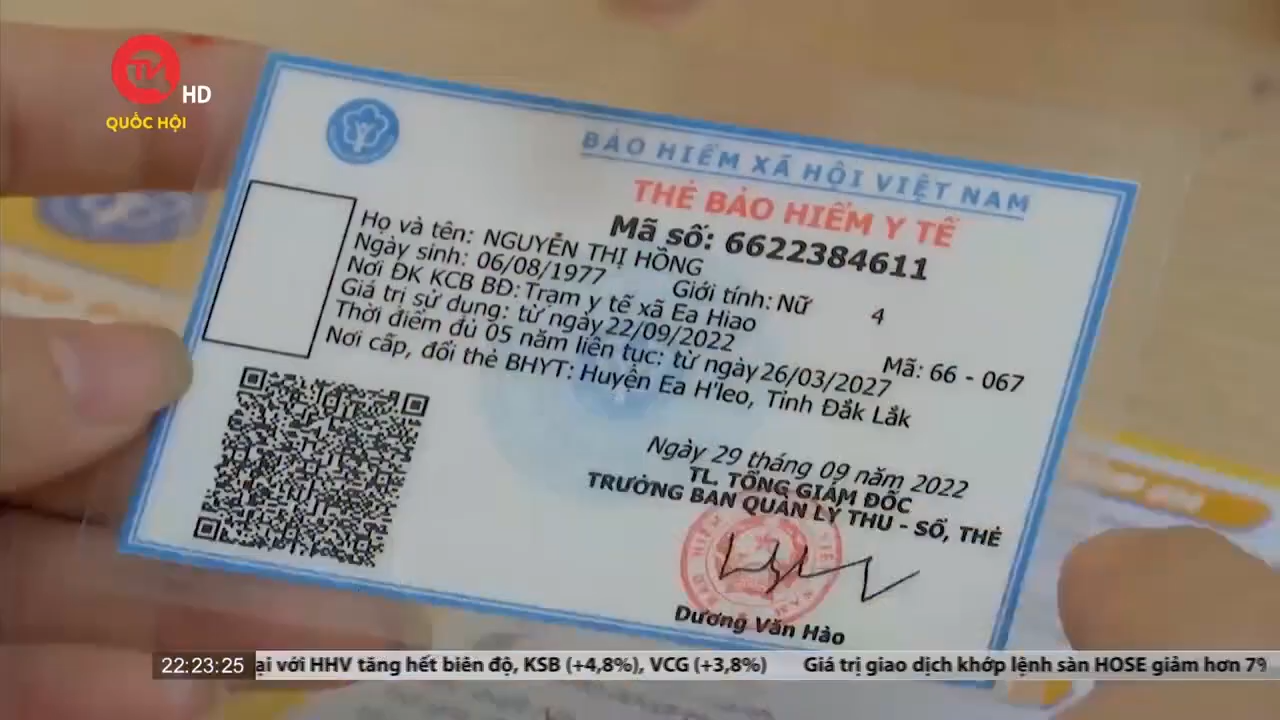 HD
QUỐC HỘI
BẢO HIỂM XÃ HỘI VIỆT NAM
THẺ BẢO HIỂM Y TẾ
Mã số: 6622384611
Họ và tên: NGUYỄN THỊ HỒNG
Ngày sinh: 06/08/1977 Giới tính: Nữ 4
Nơi ĐK KCB BĐ: Trạm y tế xã Ea Hiao Mã: 66 - 067
Giá trị sử dụng: từ ngày 22/09/2022
Thời điểm đủ 05 năm liên tục: từ ngày 26/03/2027
Nơi cấp, đổi thẻ BHYT: Huyện Ea H'leo, Tỉnh Đắk Lắk
Ngày 29 tháng 09 năm 2022
TL. TỔNG GIÁM ĐỐC
TRƯỞNG BAN QUẢN LÝ THU - SỔ, THẺ
Dương Văn Hào
22:23:25 ại với HHV tăng hết biên độ, KSB (+4,8%), VCG (+3,8%) Giá trị giao dịch khớp lệnh sàn HOSE giảm hơn 79